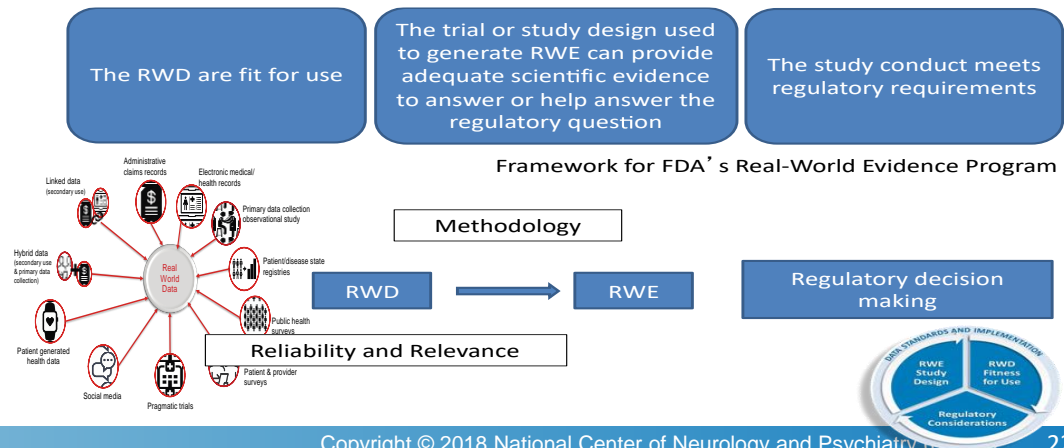 The RWD are fit for use
The trial or study design used
to generate RWE can provide
adequate scientific evidence
to answer or help answer the
regulatory question
The study conduct meets
regulatory requirements
Framework for FDA's Real-World Evidence Program
Administrative
claims records
Electronic medical/
health records
Linked data
(secondary use)
Primary data collection
observational study
Methodology
Hybrid data
(secondary use
& primary data
collection)
Real
World
Data
Patient/disease state
registries
RWD
RWE
Regulatory decision
making
Public health
surveys
Reliability and Relevance
Patient generated
health data
Patient & provider
surveys
Social media
Pragmatic trials
DATA STANDARDS AND IMPLEMENTATION
RWE
Study
Design
RWD
Fitness
for Use
Regulatory
Considerations
Copyright © 2018 National Center of Neurology and Psychiatry
2